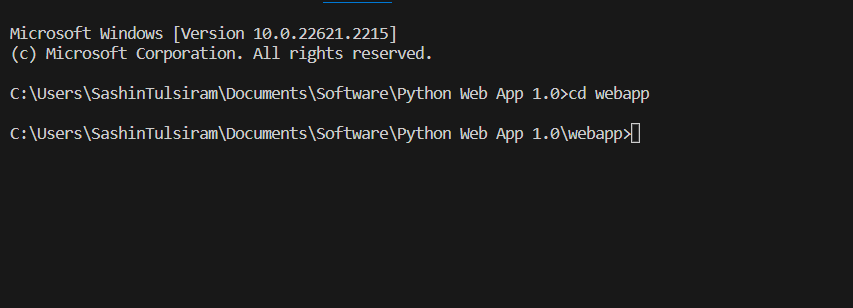 Microsoft Windows [Version 10.0.22621.2215]
(c) Microsoft Corporation. All rights reserved.
C:\Users\SashinTulsiram\Documents\Software\Python Web App 1.0>cd webapp
C:\Users\SashinTulsiram\Documents\Software\Python Web App 1.0\webapp>